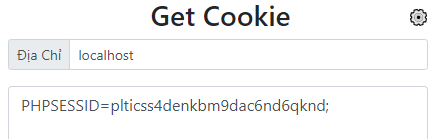 Get Cookie
Địa Chỉ localhost
PHPSESSID=plticss4denkbm9dac6nd6qknd;